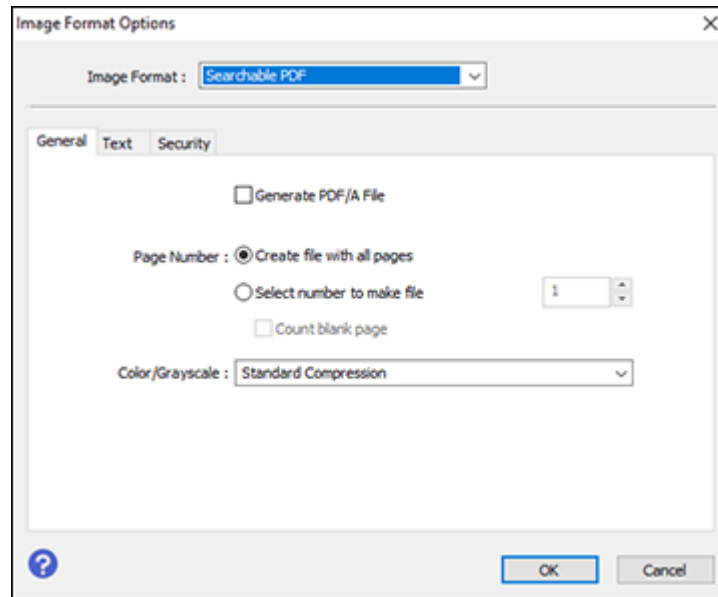 Image Format Options
Image Format : Searchable PDF
General Text Security
Generate PDF/A File
Page Number : Create file with all pages
Select number to make file 1
Count blank page
Color/Grayscale : Standard Compression
?
OK Cancel